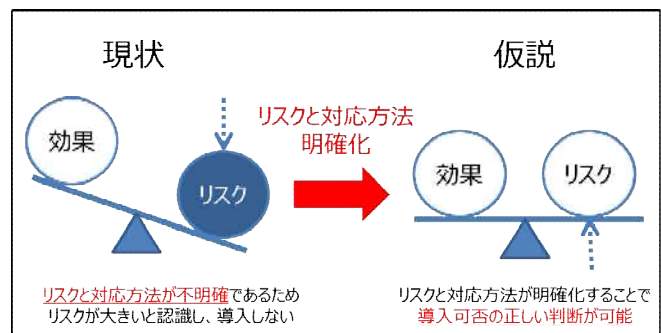 現状
仮説
リスクと対応方法
明確化
効果
リスク
効果
リスク
リスクと対応方法が不明確であるため
リスクが大きいと認識し、導入しない
リスクと対応方法が明確化することで
導入可否の正しい判断が可能